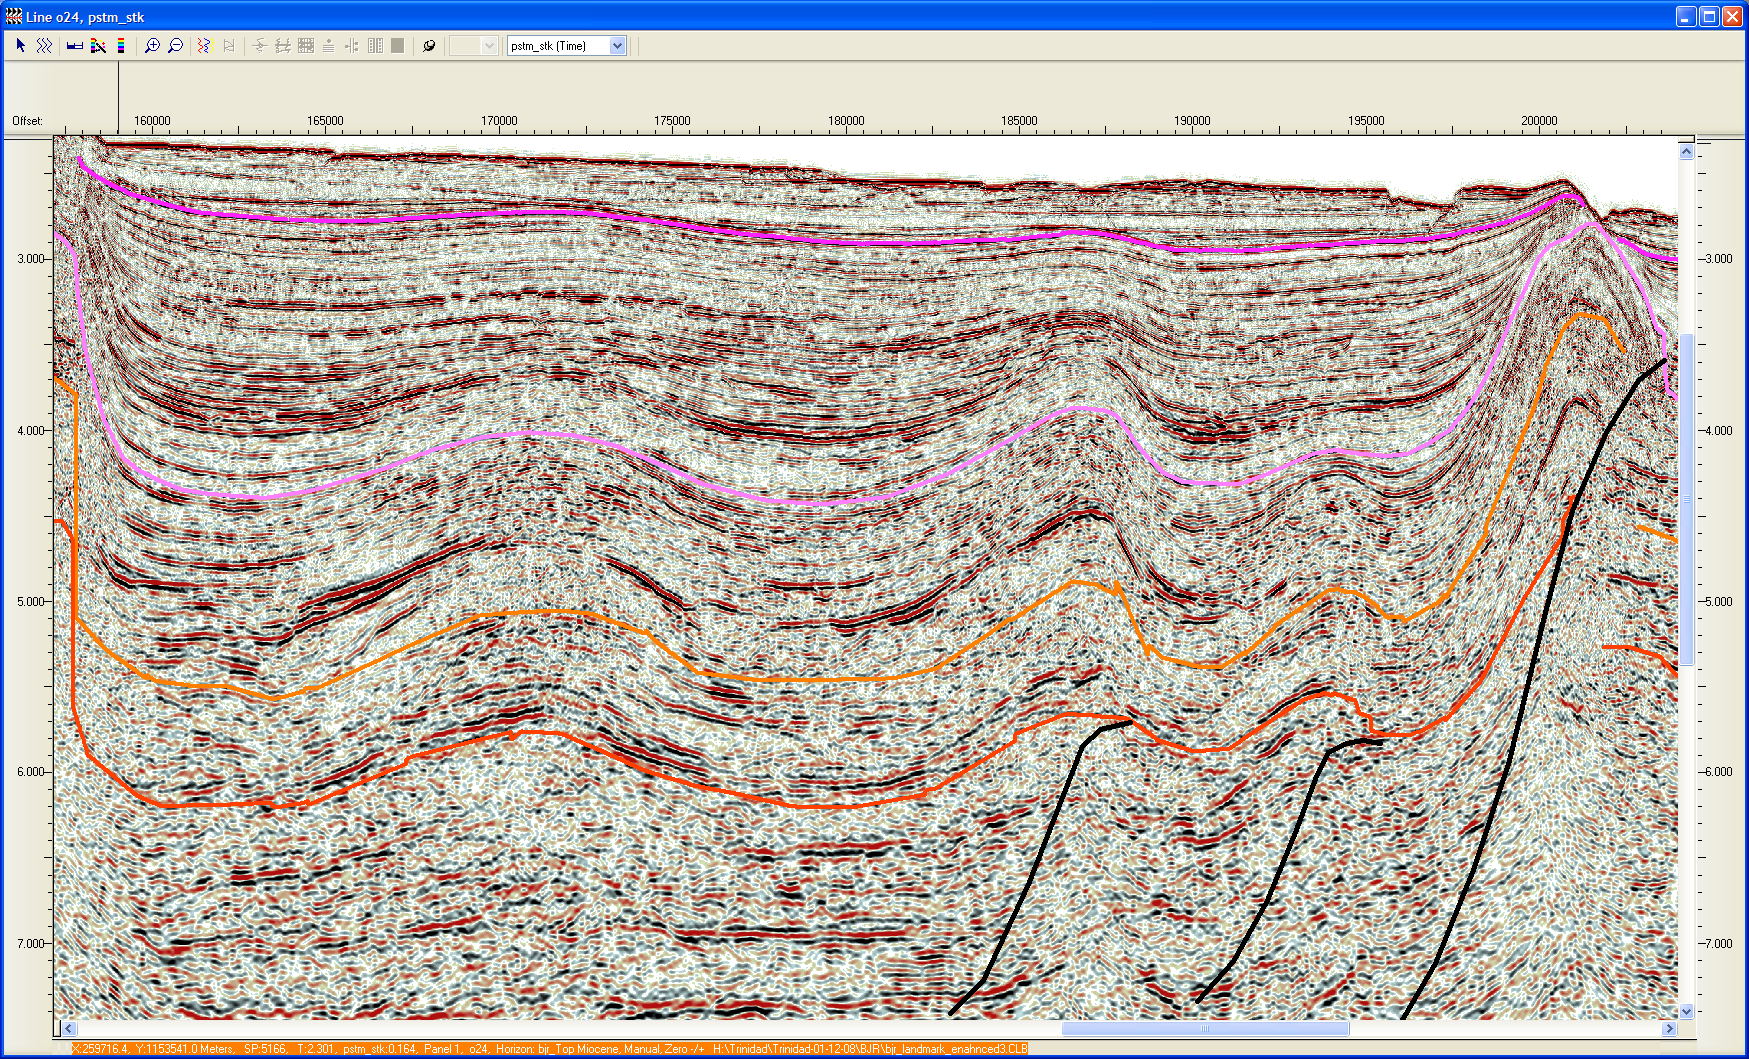 Line o24, pstm_stk
pstm_stk (Time)
Offset: 160000 165000 170000 175000 180000 185000 190000 195000 200000
3.000 3.000
4.000 4.000
5.000 5.000
6.000 6.000
7.000 7.000
X:259716.4, Y:1153541.0 Meters, SP:5166, T:2.301, pstm_stk:0.164, Panel 1, o24, Horizon: bjr_Top Miocene, Manual, Zero -/+ H:\Trinidad\Trinidad-01-12-08\BJR\bjr_landmark_enahnced3.CLB